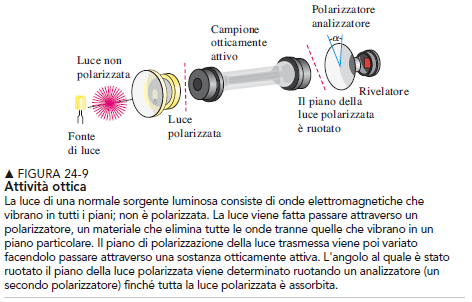 Polarizzatore
analizzatore
Campione
otticamente
attivo
-α-
Luce non
polarizzata
Rivelatore
Luce
polarizzata
Il piano della
luce polarizzata
è ruotato
Fonte
di luce
▲ FIGURA 24-9
Attività ottica
La luce di una normale sorgente luminosa consiste di onde elettromagnetiche che
vibrano in tutti i piani; non è polarizzata. La luce viene fatta passare attraverso un
polarizzatore, un materiale che elimina tutte le onde tranne quelle che vibrano in un
piano particolare. Il piano di polarizzazione della luce trasmessa viene poi variato
facendolo passare attraverso una sostanza otticamente attiva. L'angolo al quale è stato
ruotato il piano della luce polarizzata viene determinato ruotando un analizzatore (un
secondo polarizzatore) finché tutta la luce polarizzata è assorbita.